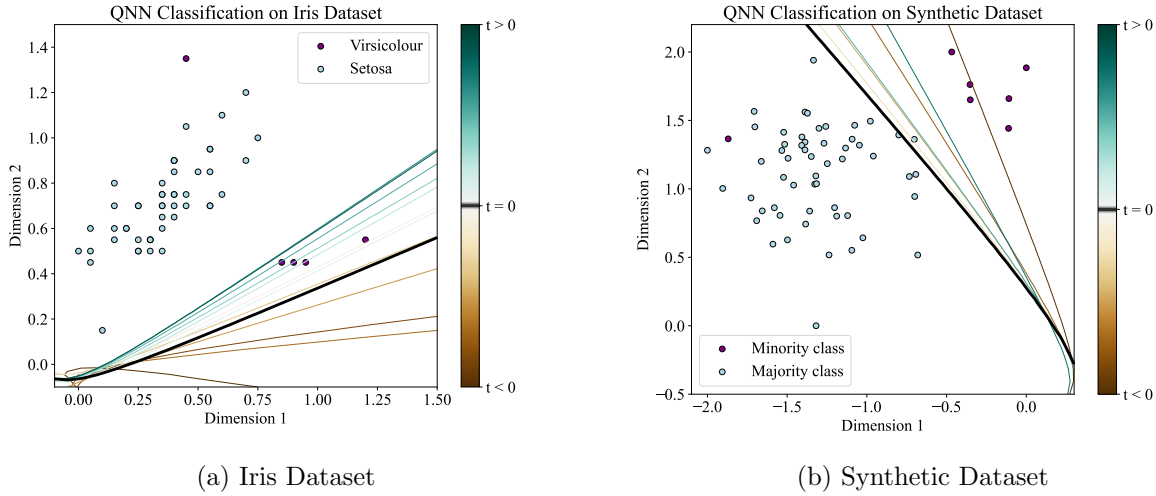 QNN Classification on Iris Dataset
1.4
1.2
1.0
0.8
0.6
0.4
0.2
0.0
Dimension 2
Virsicolour
Setosa
0.00
0.25
0.50
0.75
1.00
1.25
1.50
Dimension 1
t > 0
t = 0
t < 0
(a) Iris Dataset
QNN Classification on Synthetic Dataset
2.0
1.5
1.0
0.5
0.0
−0.5
Dimension 2
Minority class
Majority class
−2.0
−1.5
−1.0
−0.5
0.0
Dimension 1
t > 0
t = 0
t < 0
(b) Synthetic Dataset